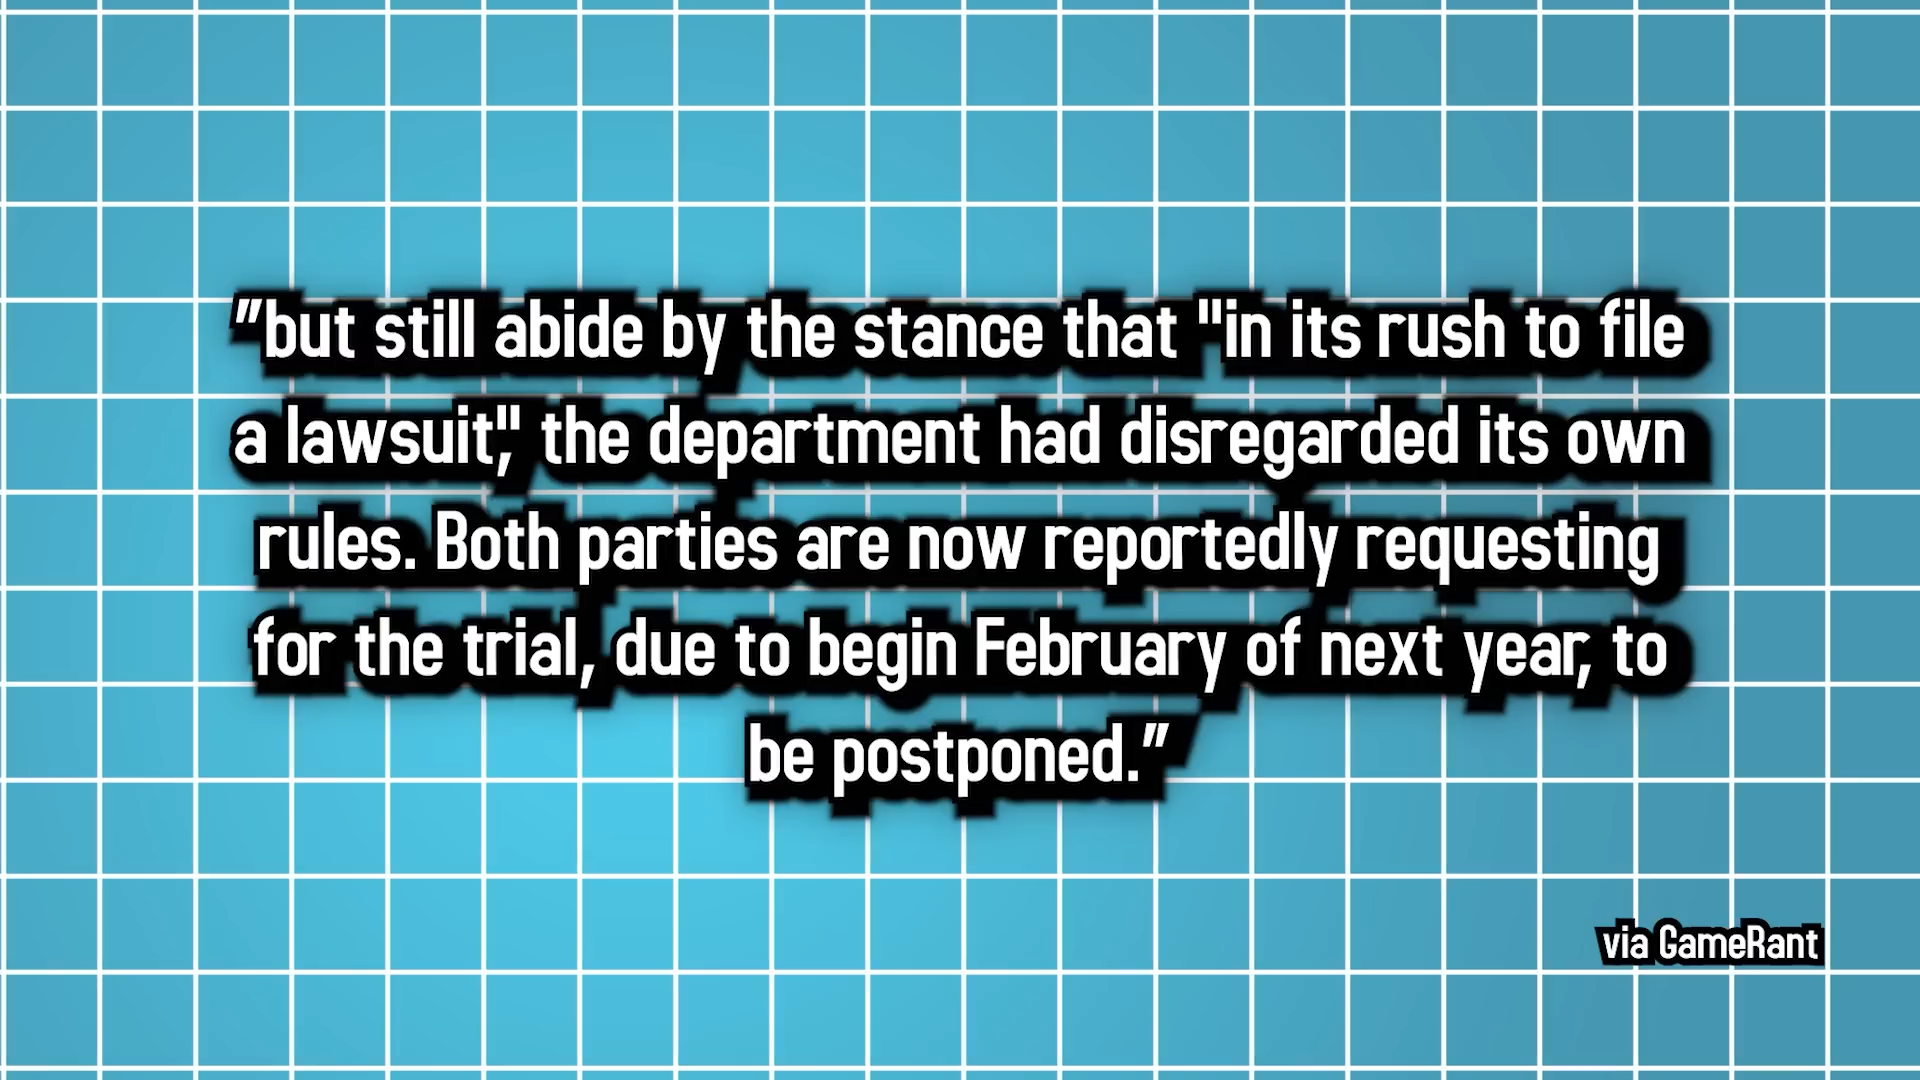 "but still abide by the stance that "in its rush to file
a lawsuit", the department had disregarded its own
rules. Both parties are now reportedly requesting
for the trial, due to begin February of next year, to
be postponed."
via GameRant